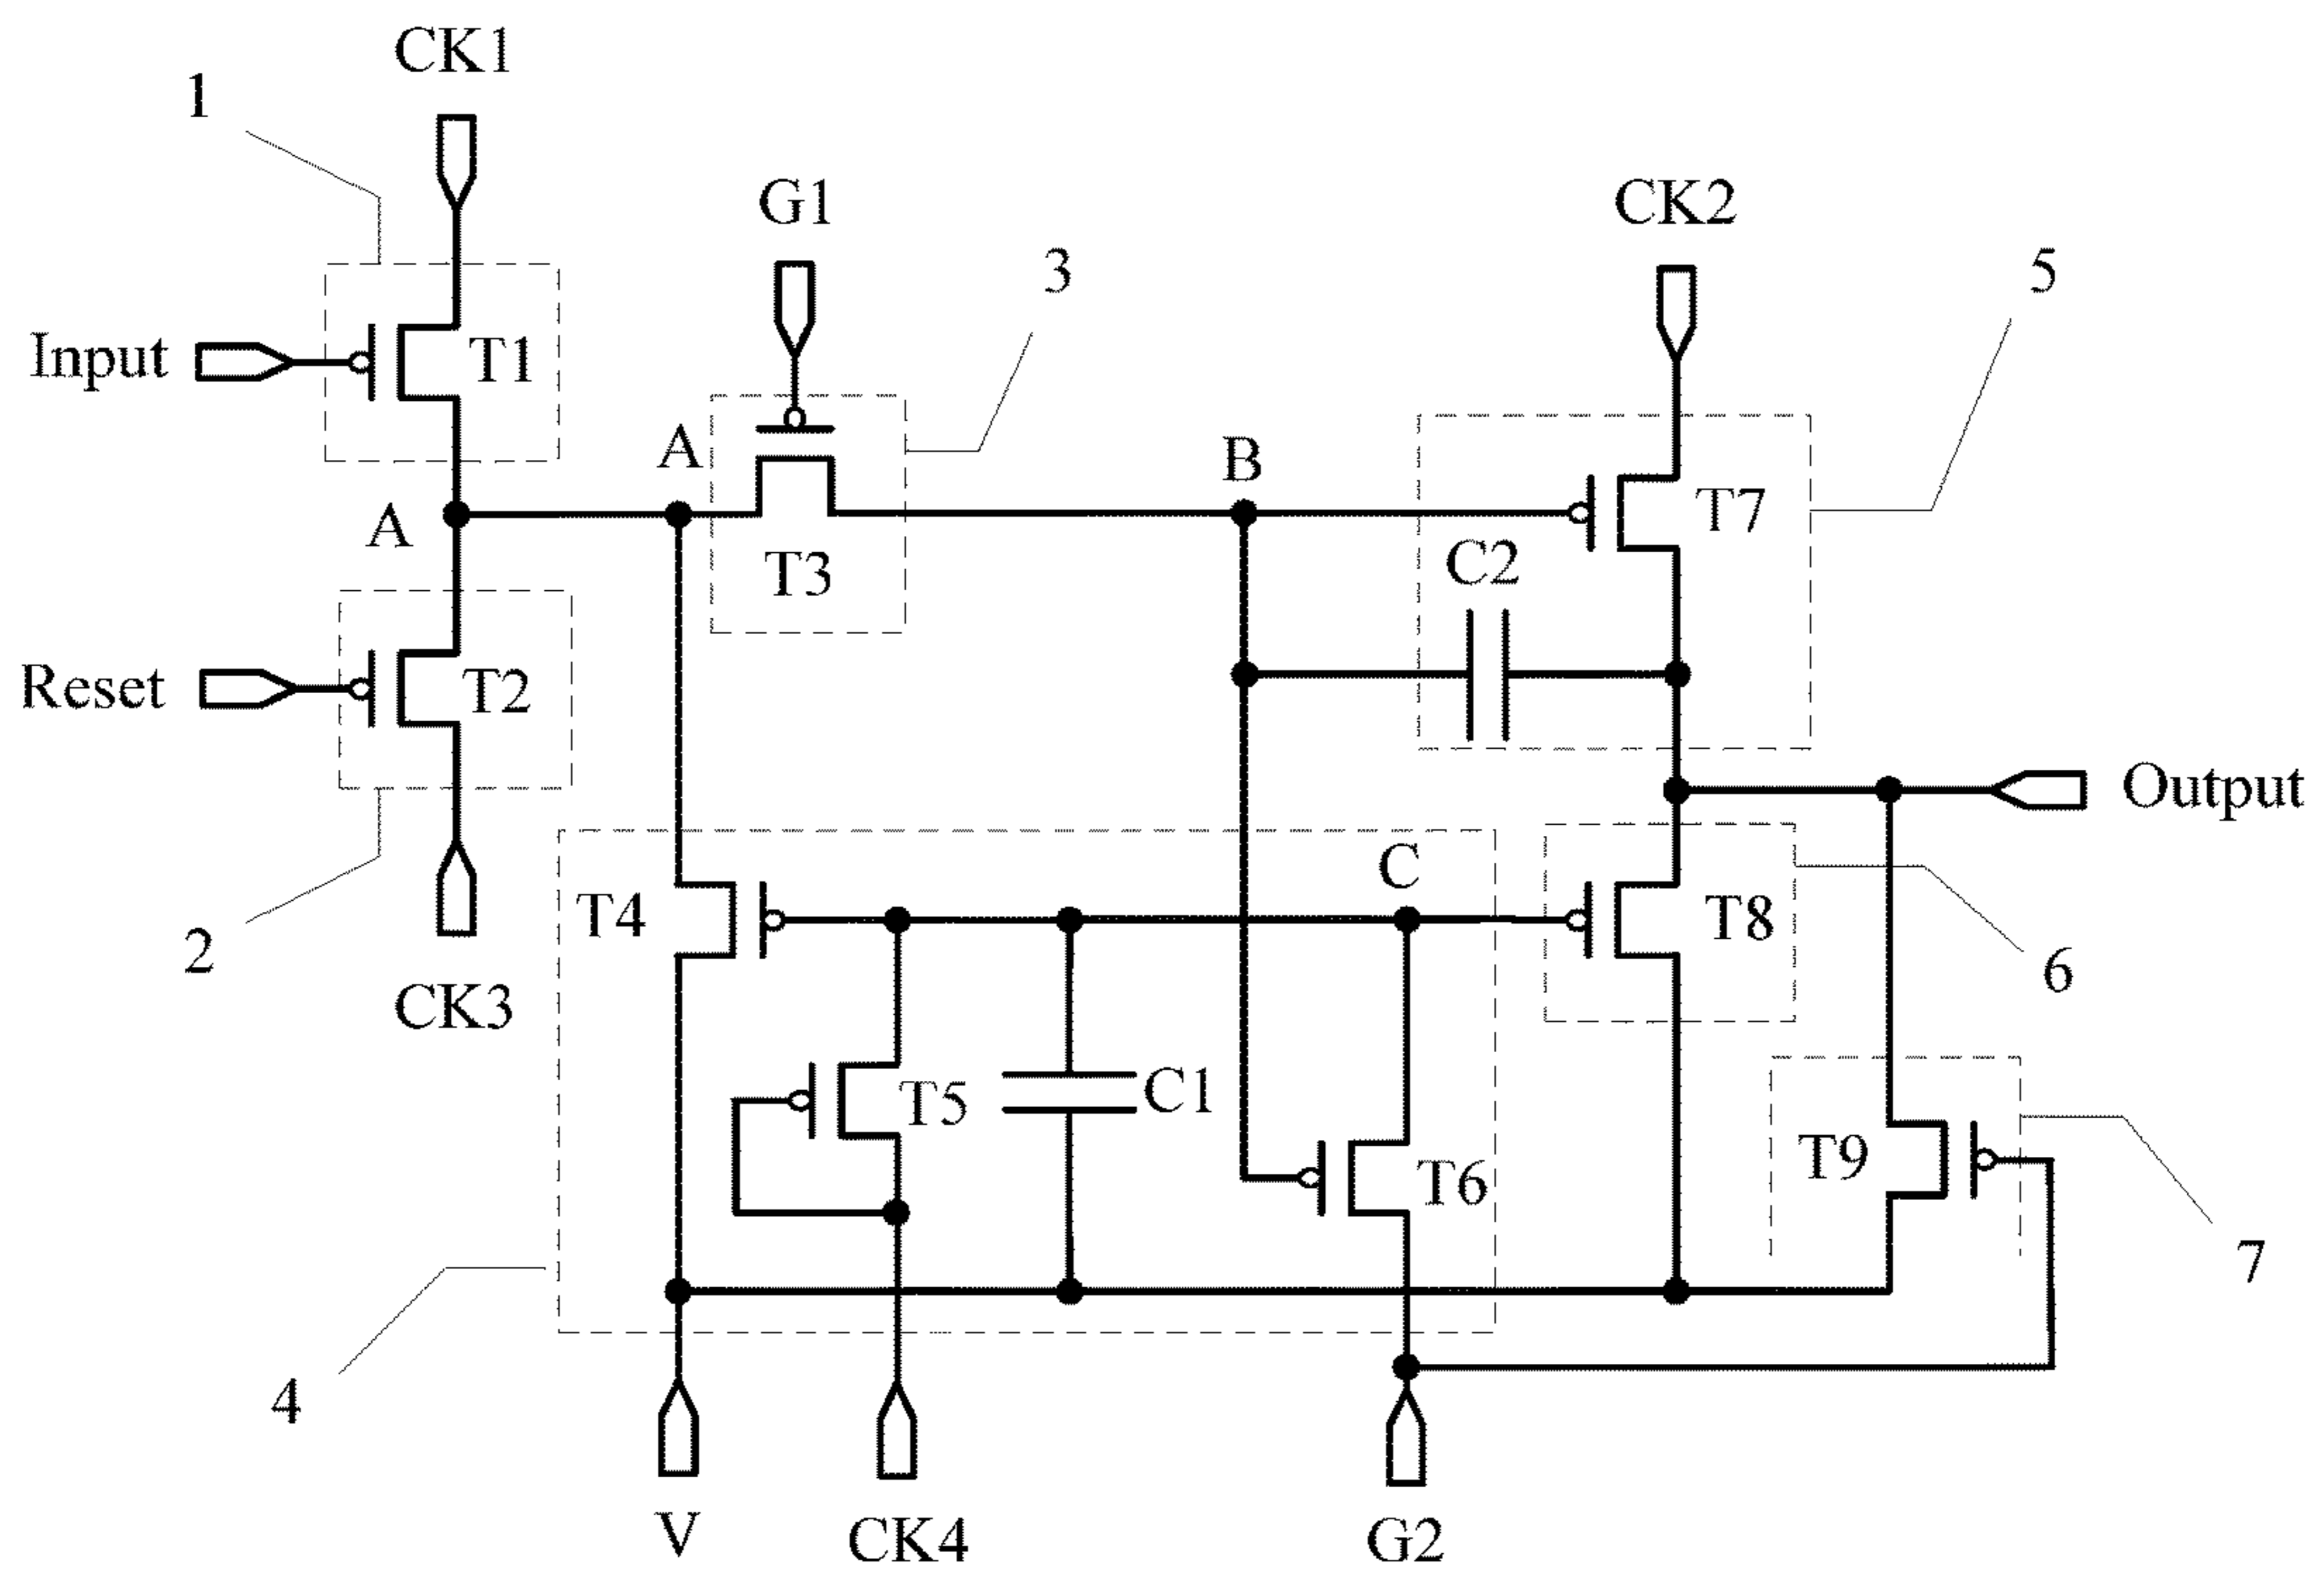 CK1
1
G1
CK2
3
5
Input
T1
A
B
T7
A
C2
T3
Reset
T2
Output
C
T4
T8
2
6
CK3
T5
C1
T9
T6
7
4
V
CK4
G2